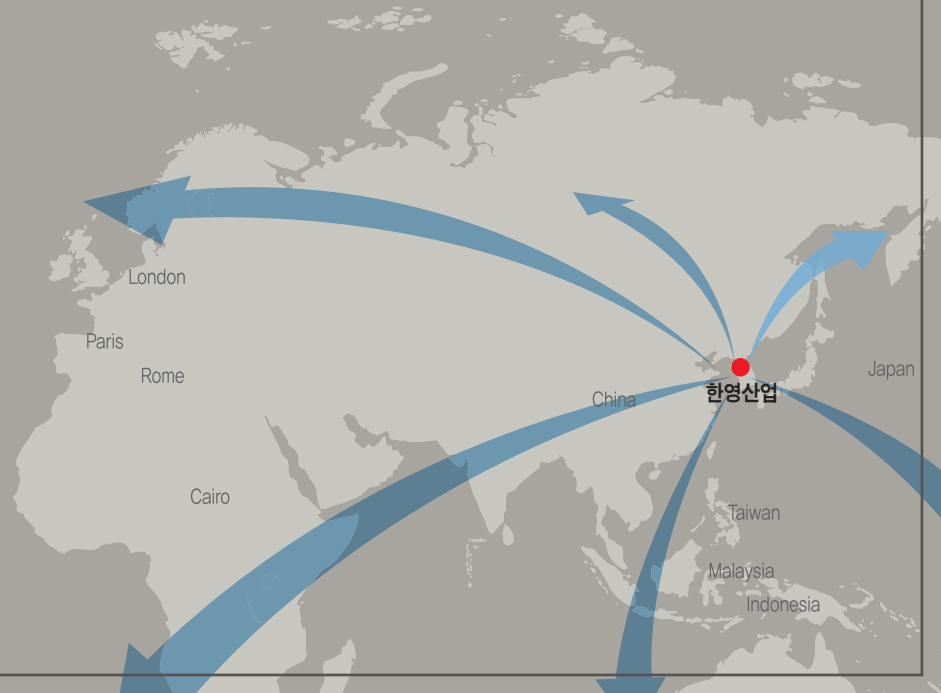 London
Paris
Rome
Japan
China
한영산업
Cairo
Taiwan
Malaysia
Indonesia